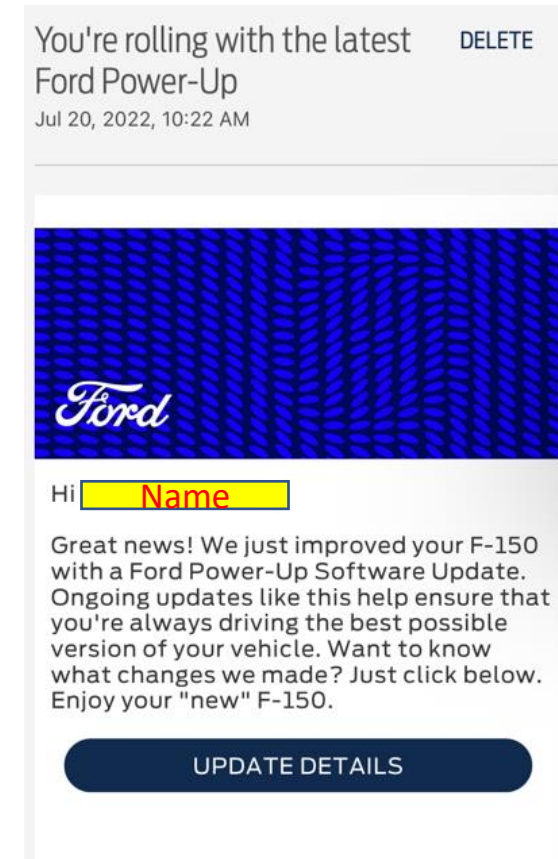 You're rolling with the latest
Ford Power-Up
DELETE
Jul 20, 2022, 10:22 AM
Ford
Hi Name
Great news! We just improved your F-150
with a Ford Power-Up Software Update.
Ongoing updates like this help ensure that
you're always driving the best possible
version of your vehicle. Want to know
what changes we made? Just click below.
Enjoy your "new" F-150.
UPDATE DETAILS